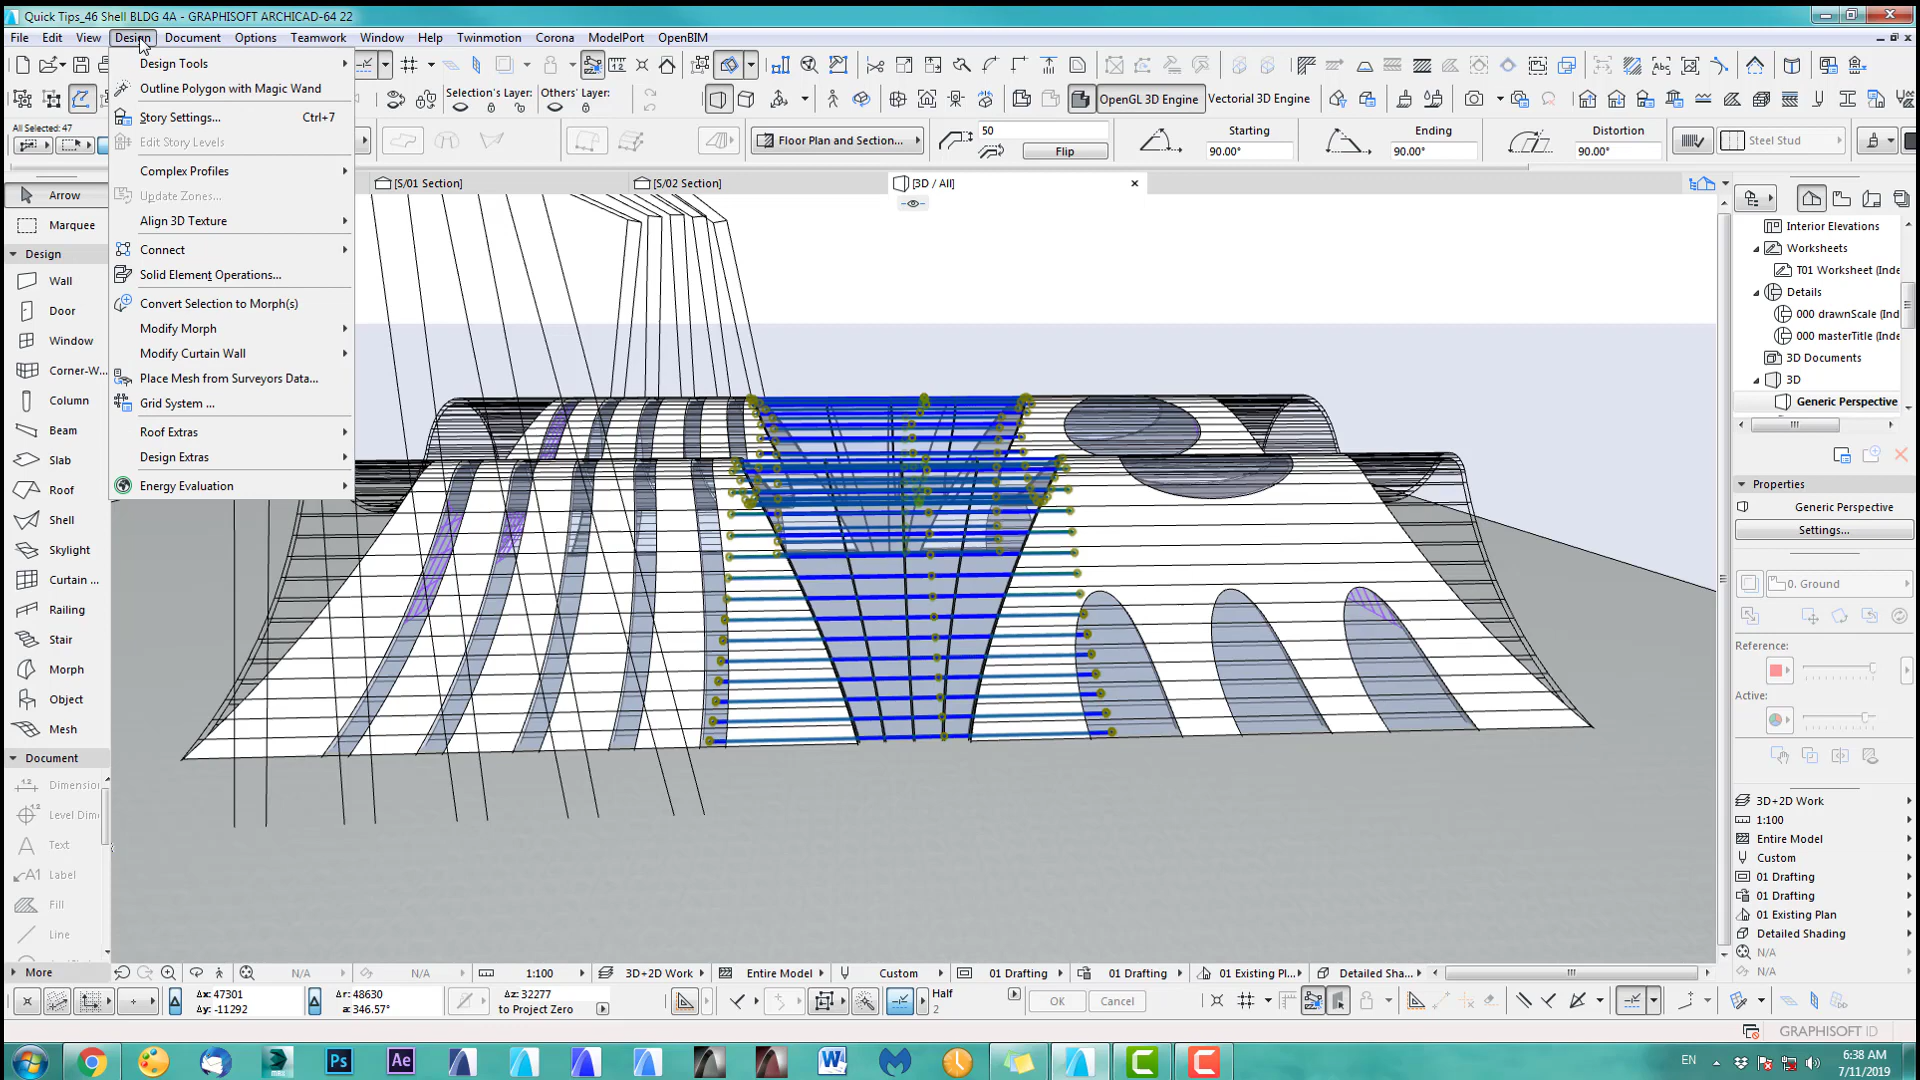 Quick Tips_46 Shell BLDG 4A - GRAPHISOFT ARCHICAD-64 22
File Edit View Design Document Options Teamwork Window Help Twinmotion Corona ModelPort OpenBIM
Design Tools
Outline Polygon with Magic Wand
Story Settings... Ctrl+7
Edit Story Levels
Complex Profiles
Update Zones...
Align 3D Texture
Connect
Solid Element Operations...
Convert Selection to Morph(s)
Modify Morph
Modify Curtain Wall
Place Mesh from Surveyors Data...
Grid System ...
Roof Extras
Design Extras
Energy Evaluation
Selection's Layer: Others' Layer:
OpenGL 3D Engine Vectorial 3D Engine
All Selected: 47
Floor Plan and Section...
50
Flip
Starting
90.00°
Ending
90.00°
Distortion
90.00°
Steel Stud
[S/01 Section] [S/02 Section] [3D / All]
Arrow
Marquee
Design
Wall
Door
Window
Corner-W...
Column
Beam
Slab
Roof
Shell
Skylight
Curtain ...
Railing
Stair
Morph
Object
Mesh
Document
Dimensio
Level Dim
Text
A1 Label
Fill
Line
More
Interior Elevations
Worksheets
T01 Worksheet (Inde
Details
000 drawnScale (Ind
000 masterTitle (Ind
3D Documents
3D
Generic Perspective
Properties
Generic Perspective
Settings...
0. Ground
Reference:
Active:
3D+2D Work
1:100
Entire Model
Custom
01 Drafting
01 Drafting
01 Existing Plan
Detailed Shading
N/A
N/A
N/A N/A 1:100 3D+2D Work Entire Model Custom 01 Drafting 01 Drafting 01 Existing Pl... Detailed Sha...
Δx: 47301
Δy: -11292
Δr: 48630
a: 346.57°
Δz: 32277
to Project Zero
Half
2
OK Cancel
GRAPHISOFT ID
Ps Ae W
EN
6:38 AM
7/11/2019